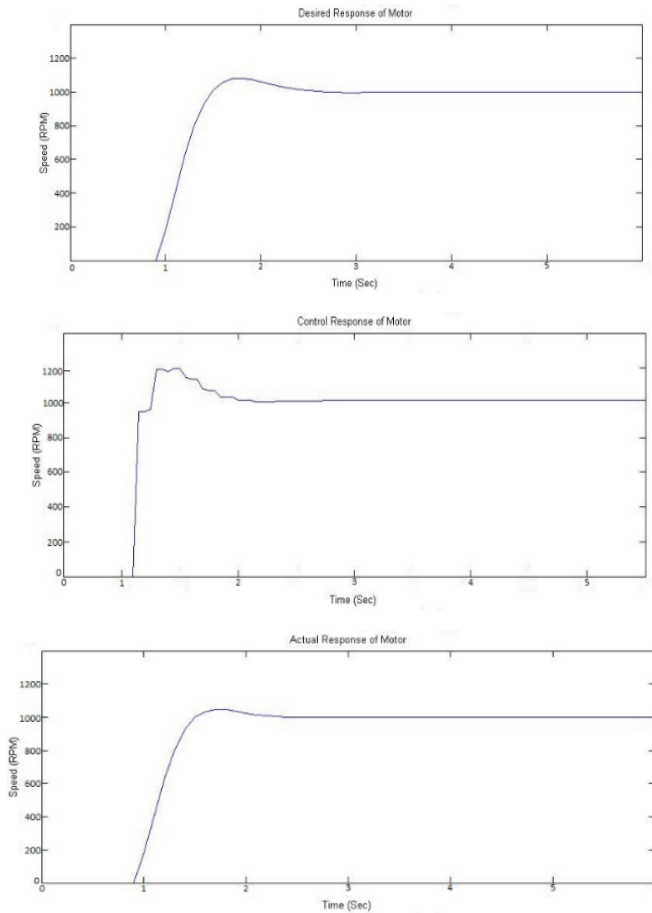 Desired Response of Motor
1200
1000
800
600
400
200
Speed (RPM)
0 1 2 3 4 5
Time (Sec)
Control Response of Motor
1200
1000
800
600
400
200
0
Speed (RPM)
0 1 2 3 4 5
Time (Sec)
Actual Response of Motor
1200
1000
800
600
400
200
0
Speed (RPM)
0 1 2 3 4 5
Time (Sec)